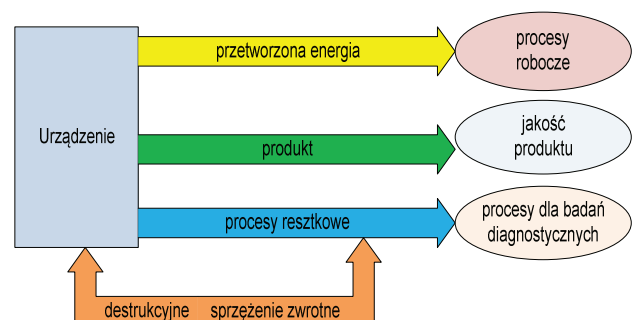 Urządzenie
przetworzona energia
procesy
robocze
produkt
jakość
produktu
procesy resztkowe
procesy dla badań
diagnostycznych
destrukcyjne sprzężenie zwrotne